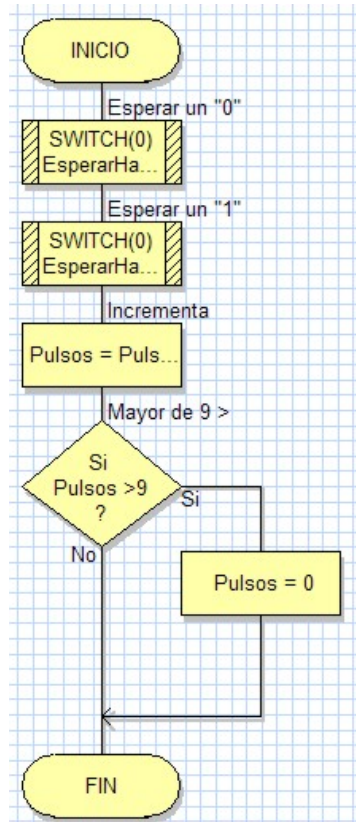 INICIO
Esperar un "0"
SWITCH(0)
EsperarHa...
Esperar un "1"
SWITCH(0)
EsperarHa...
Incrementa
Pulsos = Puls...
Mayor de 9 >
Si
Pulsos >9
?
Si
No
Pulsos = 0
FIN